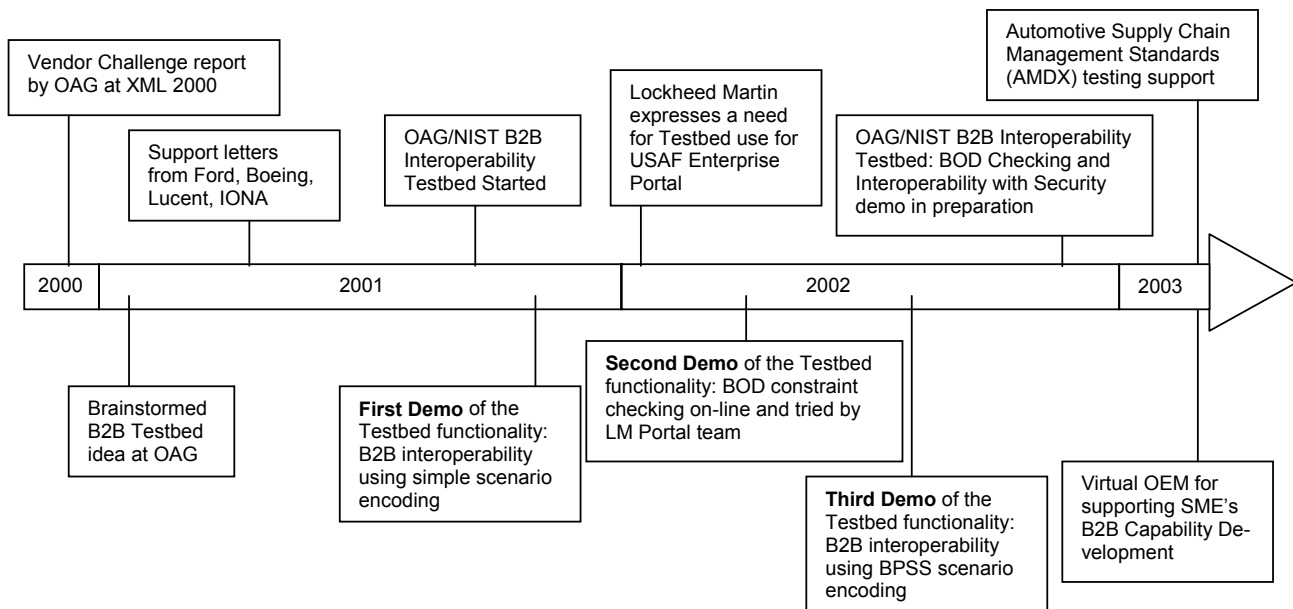 Vendor Challenge report
by OAG at XML 2000
Support letters
from Ford, Boeing,
Lucent, IONA
OAG/NIST B2B
Interoperability
Testbed Started
Lockheed Martin
expresses a need
for Testbed use for
USAF Enterprise
Portal
OAG/NIST B2B Interoperability
Testbed: BOD Checking and
Interoperability with Security
demo in preparation
Automotive Supply Chain
Management Standards
(AMDX) testing support
2000
2001
2002
2003
Brainstormed
B2B Testbed
idea at OAG
First Demo of the
Testbed functionality:
B2B interoperability
using simple scenario
encoding
Second Demo of the Testbed
functionality: BOD constraint
checking on-line and tried by
LM Portal team
Third Demo of the
Testbed functionality:
B2B interoperability
using BPSS scenario
encoding
Virtual OEM for
supporting SME's
B2B Capability De-
velopment